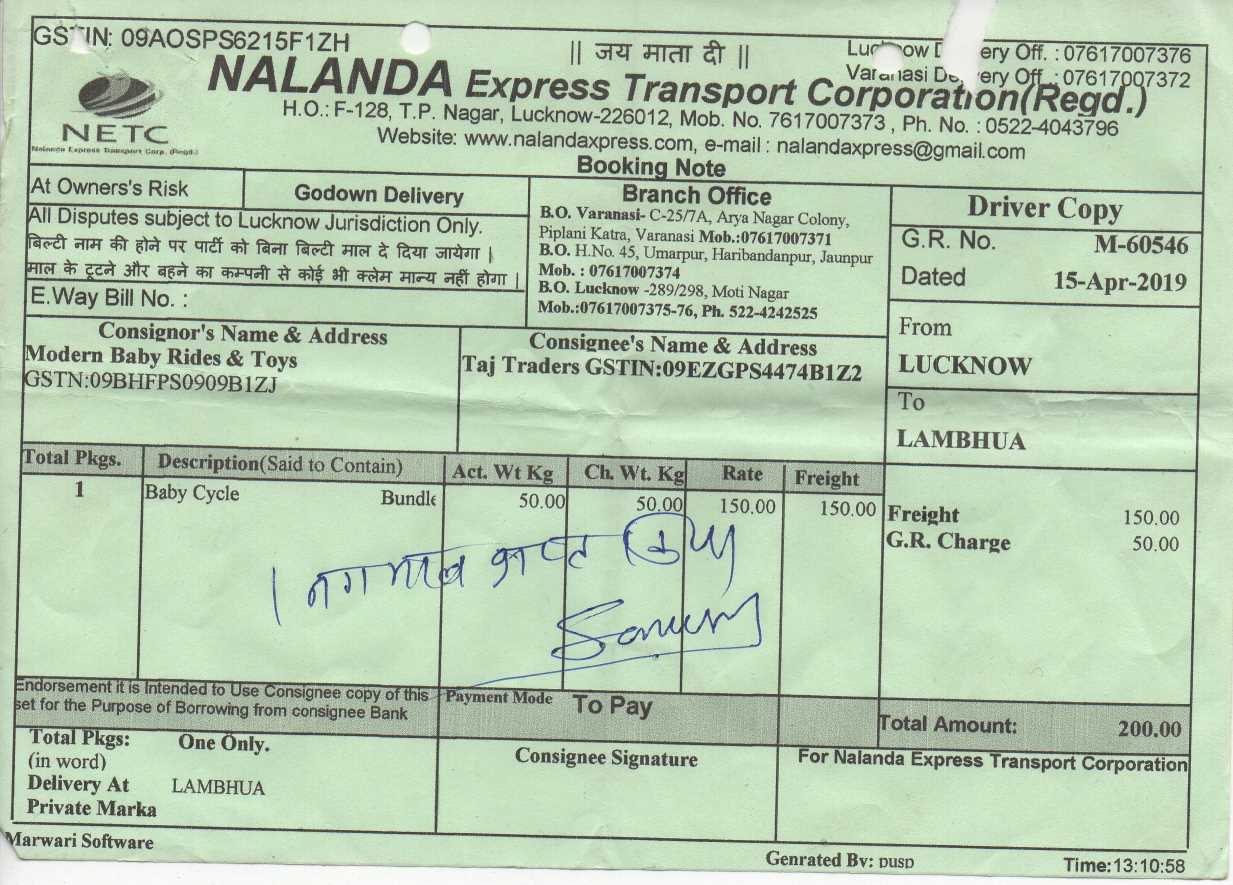 GSTIN: 09AOSPS6215F1ZH
|| जय माता दी ||
Lucknow Delivery Off. : 07617007376
Varanasi Delivery Off. : 07617007372
NALANDA Express Transport Corporation(Regd.)
NETC
Nalanda Express Transport Corp. (Regd.)
H.O.: F-128, T.P. Nagar, Lucknow-226012, Mob. No. 7617007373 , Ph. No. : 0522-4043796
Website: www.nalandaxpress.com, e-mail : nalandaxpress@gmail.com
Booking Note
At Owners's Risk
Godown Delivery
All Disputes subject to Lucknow Jurisdiction Only.
बिल्टी नाम की होने पर पार्टी को बिना बिल्टी माल दे दिया जायेगा |
माल के टूटने और बहने का कम्पनी से कोई भी क्लेम मान्य नहीं होगा |
E.Way Bill No. :
Branch Office
B.O. Varanasi- C-25/7A, Arya Nagar Colony,
Piplani Katra, Varanasi Mob.:07617007371
B.O. H.No. 45, Umarpur, Haribandanpur, Jaunpur
Mob. : 07617007374
B.O. Lucknow -289/298, Moti Nagar
Mob.:07617007375-76, Ph. 522-4242525
Driver Copy
G.R. No. M-60546
Dated 15-Apr-2019
From
LUCKNOW
To
LAMBHUA
Consignor's Name & Address
Modern Baby Rides & Toys
GSTN:09BHFPS0909B1ZJ
Consignee's Name & Address
Taj Traders GSTIN:09EZGPS4474B1Z2
Total Pkgs. Description(Said to Contain) Act. Wt Kg Ch. Wt. Kg Rate Freight
1 Baby Cycle Bundle 50.00 50.00 150.00 150.00
Freight 150.00
G.R. Charge 50.00
1 नग माल प्राप्त किया
Endorsement it is Intended to Use Consignee copy of this
set for the Purpose of Borrowing from consignee Bank
Payment Mode To Pay
Total Amount: 200.00
Total Pkgs: One Only.
(in word)
Delivery At LAMBHUA
Private Marka
Consignee Signature
For Nalanda Express Transport Corporation
Marwari Software
Genrated By: pusp
Time:13:10:58